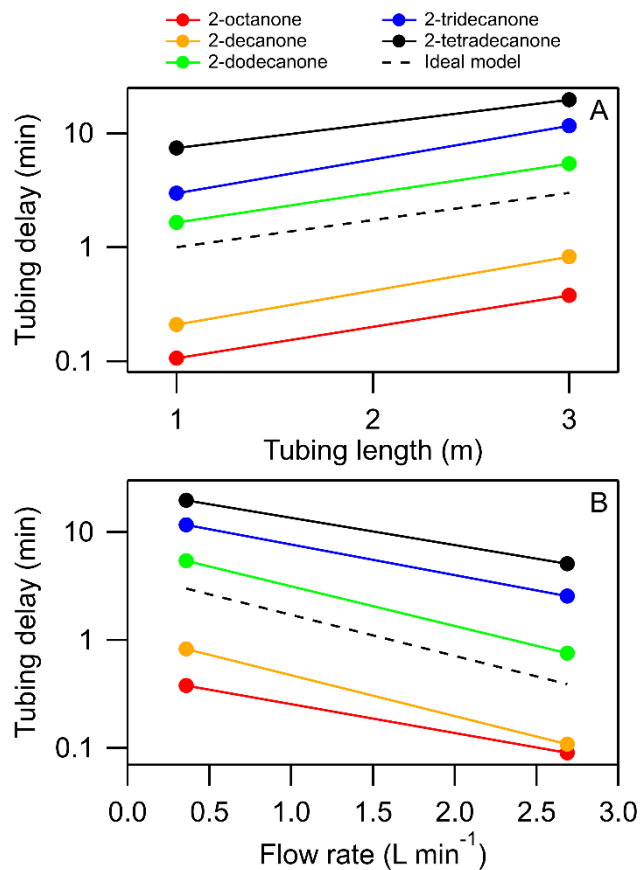 2-octanone 2-tridecanone
2-decanone 2-tetradecanone
2-dodecanone Ideal model
A
10
1
0.1
Tubing delay (min)
1 2 3
Tubing length (m)
B
10
1
0.1
Tubing delay (min)
0.0 0.5 1.0 1.5 2.0 2.5 3.0
Flow rate (L min⁻¹)